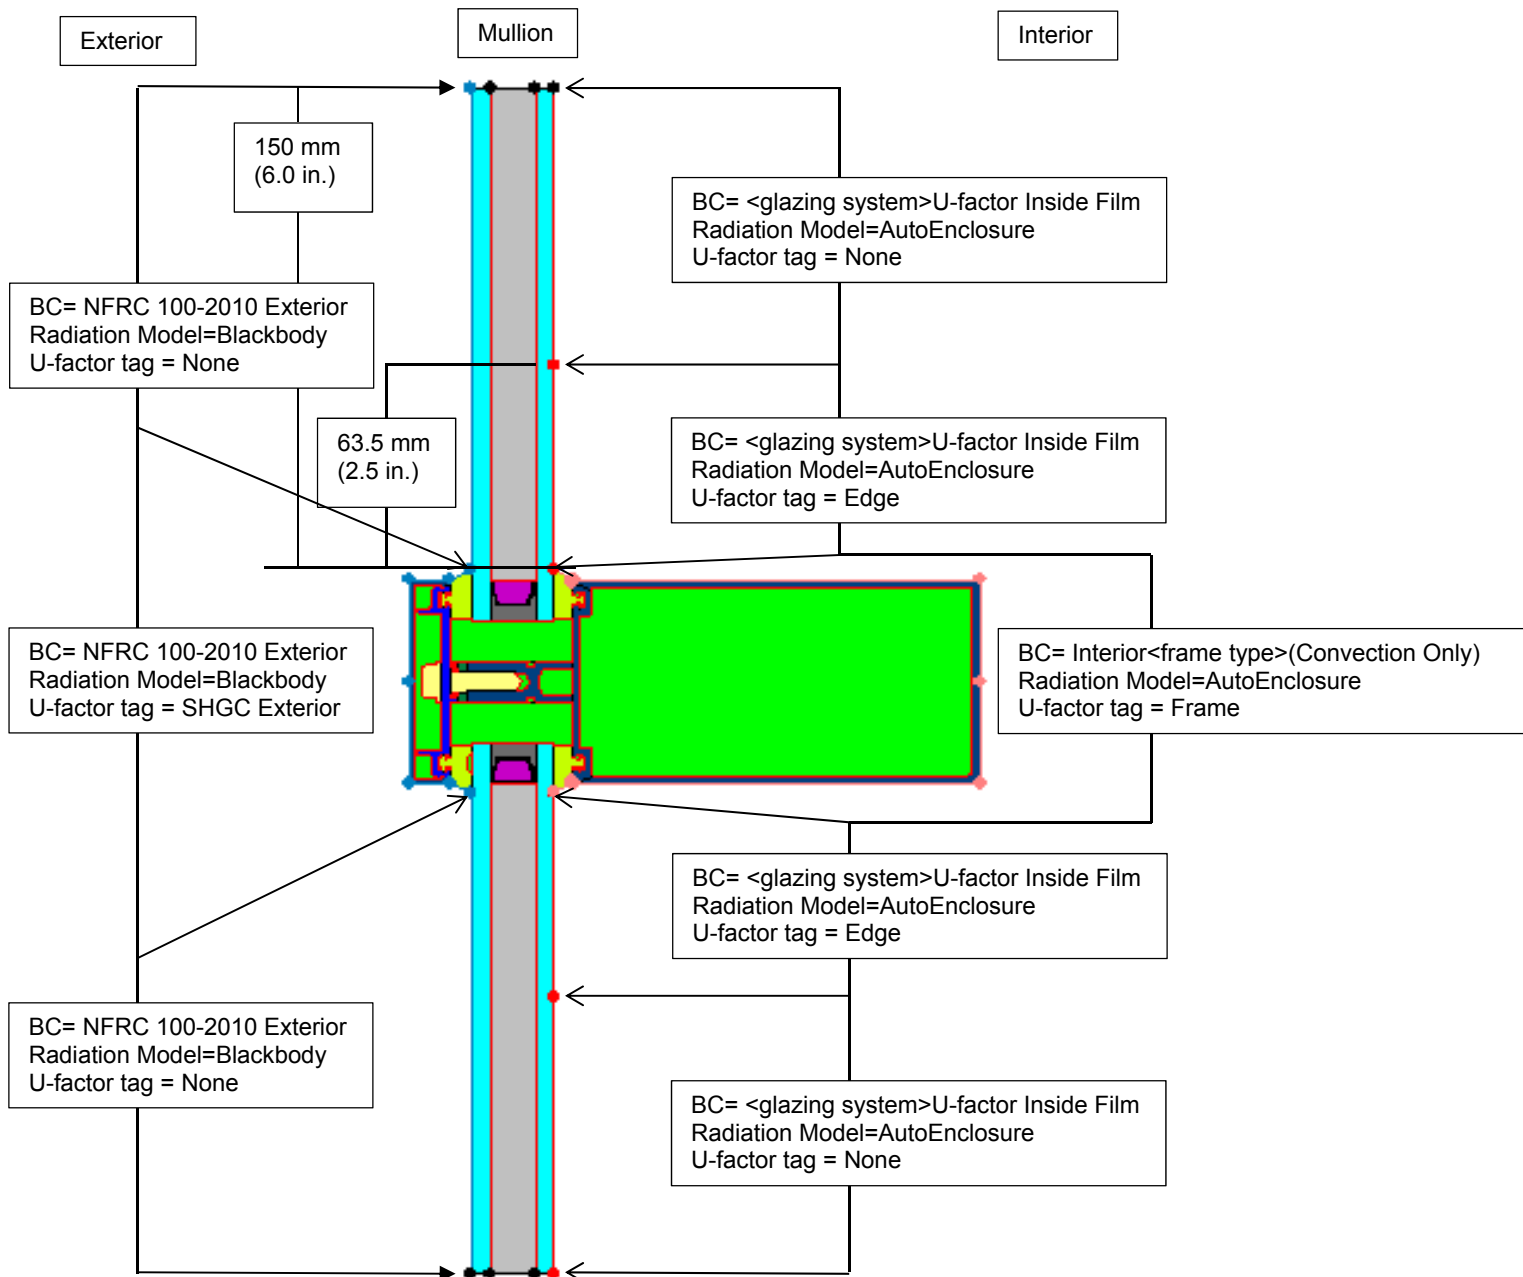 Exterior
Mullion
Interior
150 mm
(6.0 in.)
BC= <glazing system>U-factor Inside Film
Radiation Model=AutoEnclosure
U-factor tag = None
BC= NFRC 100-2010 Exterior
Radiation Model=Blackbody
U-factor tag = None
63.5 mm
(2.5 in.)
BC= <glazing system>U-factor Inside Film
Radiation Model=AutoEnclosure
U-factor tag = Edge
BC= NFRC 100-2010 Exterior
Radiation Model=Blackbody
U-factor tag = SHGC Exterior
BC= Interior<frame type>(Convection Only)
Radiation Model=AutoEnclosure
U-factor tag = Frame
BC= <glazing system>U-factor Inside Film
Radiation Model=AutoEnclosure
U-factor tag = Edge
BC= NFRC 100-2010 Exterior
Radiation Model=Blackbody
U-factor tag = None
BC= <glazing system>U-factor Inside Film
Radiation Model=AutoEnclosure
U-factor tag = None